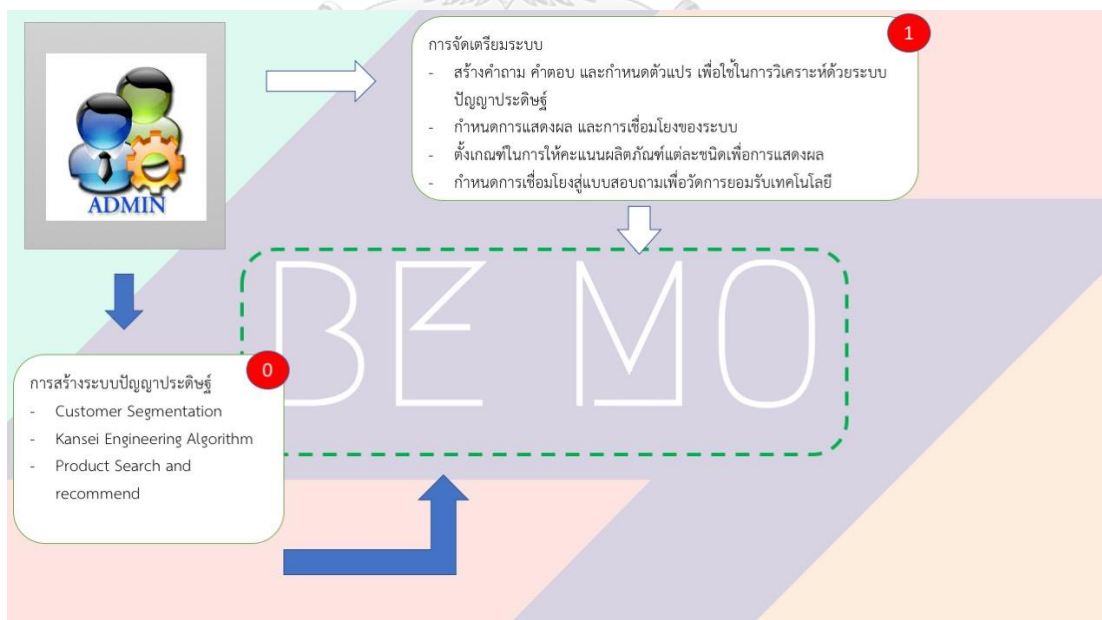 ADMIN
1
การจัดเตรียมระบบ
- สร้างคำถาม คำตอบ และกำหนดตัวแปร เพื่อใช้ในการวิเคราะห์ด้วยระบบ
ปัญญาประดิษฐ์
- กำหนดการแสดงผล และการเชื่อมโยงของระบบ
- ตั้งเกณฑ์ในการให้คะแนนผลิตภัณฑ์แต่ละชนิดเพื่อการแสดงผล
- กำหนดการเชื่อมโยงสู่แบบสอบถามเพื่อวัดการยอมรับเทคโนโลยี
BE MO
0
การสร้างระบบปัญญาประดิษฐ์
- Customer Segmentation
- Kansei Engineering Algorithm
- Product Search and
recommend